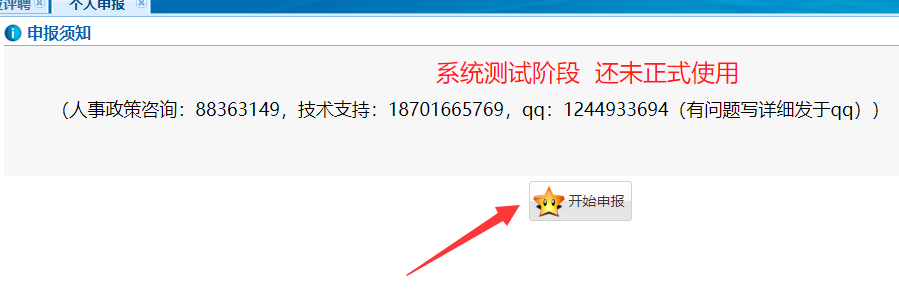 评聘 个人申报
申报须知
系统测试阶段 还未正式使用
（人事政策咨询：88363149，技术支持：18701665769，qq：1244933694（有问题写详细发于qq））
开始申报